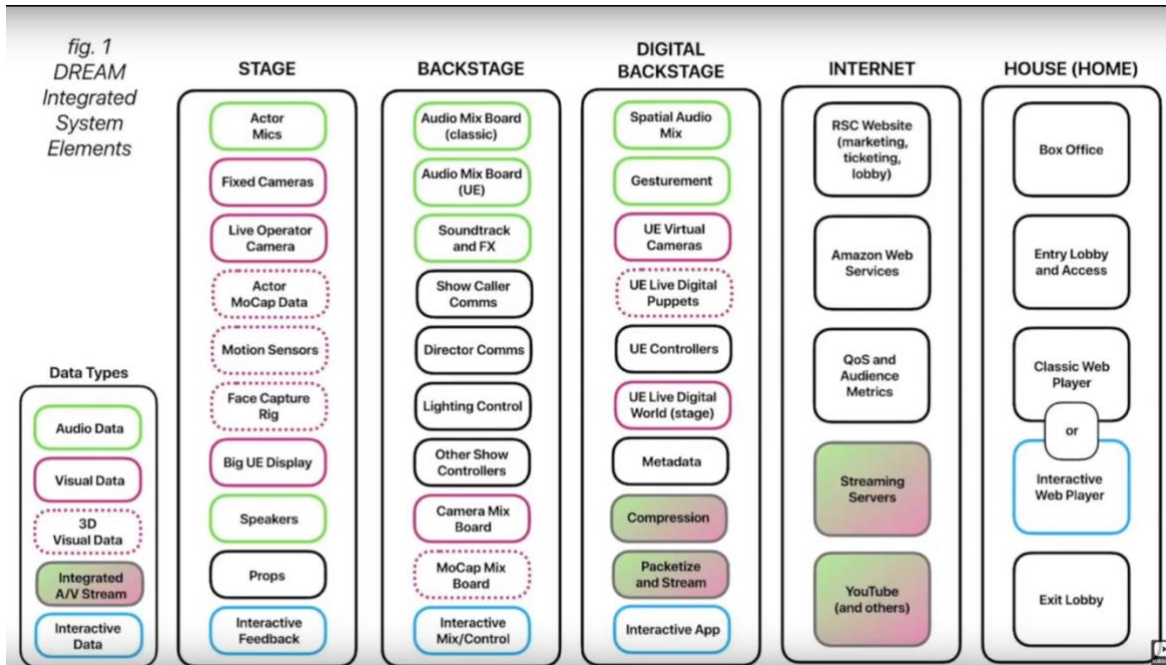 fig. 1
DREAM
Integrated
System
Elements
Data Types
Audio Data
Visual Data
3D
Visual Data
Integrated
A/V Stream
Interactive
Data
STAGE
Actor
Mics
Fixed Cameras
Live Operator
Camera
Actor
MoCap Data
Motion Sensors
Face Capture
Rig
Big UE Display
Speakers
Props
Interactive
Feedback
BACKSTAGE
Audio Mix Board
(classic)
Audio Mix Board
(UE)
Soundtrack
and FX
Show Caller
Comms
Director Comms
Lighting Control
Other Show
Controllers
Camera Mix
Board
MoCap Mix
Board
Interactive
Mix/Control
DIGITAL
BACKSTAGE
Spatial Audio
Mix
Gesturement
UE Virtual
Cameras
UE Live Digital
Puppets
UE Controllers
UE Live Digital
World (stage)
Metadata
Compression
Packetize
and Stream
Interactive App
INTERNET
RSC Website
(marketing,
ticketing,
lobby)
Amazon Web
Services
QoS and
Audience
Metrics
Streaming
Servers
YouTube
(and others)
HOUSE (HOME)
Box Office
Entry Lobby
and Access
Classic Web
Player
or
Interactive
Web Player
Exit Lobby